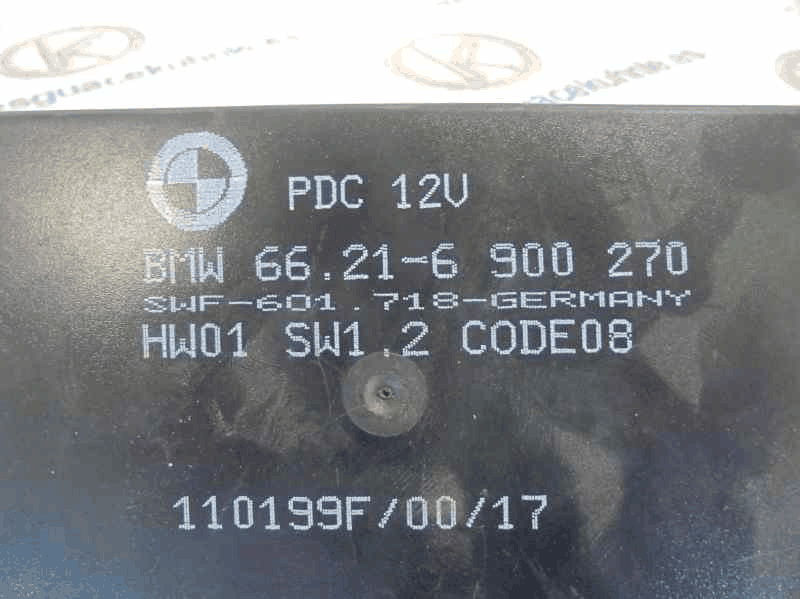 PDC 12V
BMW 66.21-6 900 270
SWF-601.718-GERMANY
HW01 SW1.2 CODE08
110199F/00/17